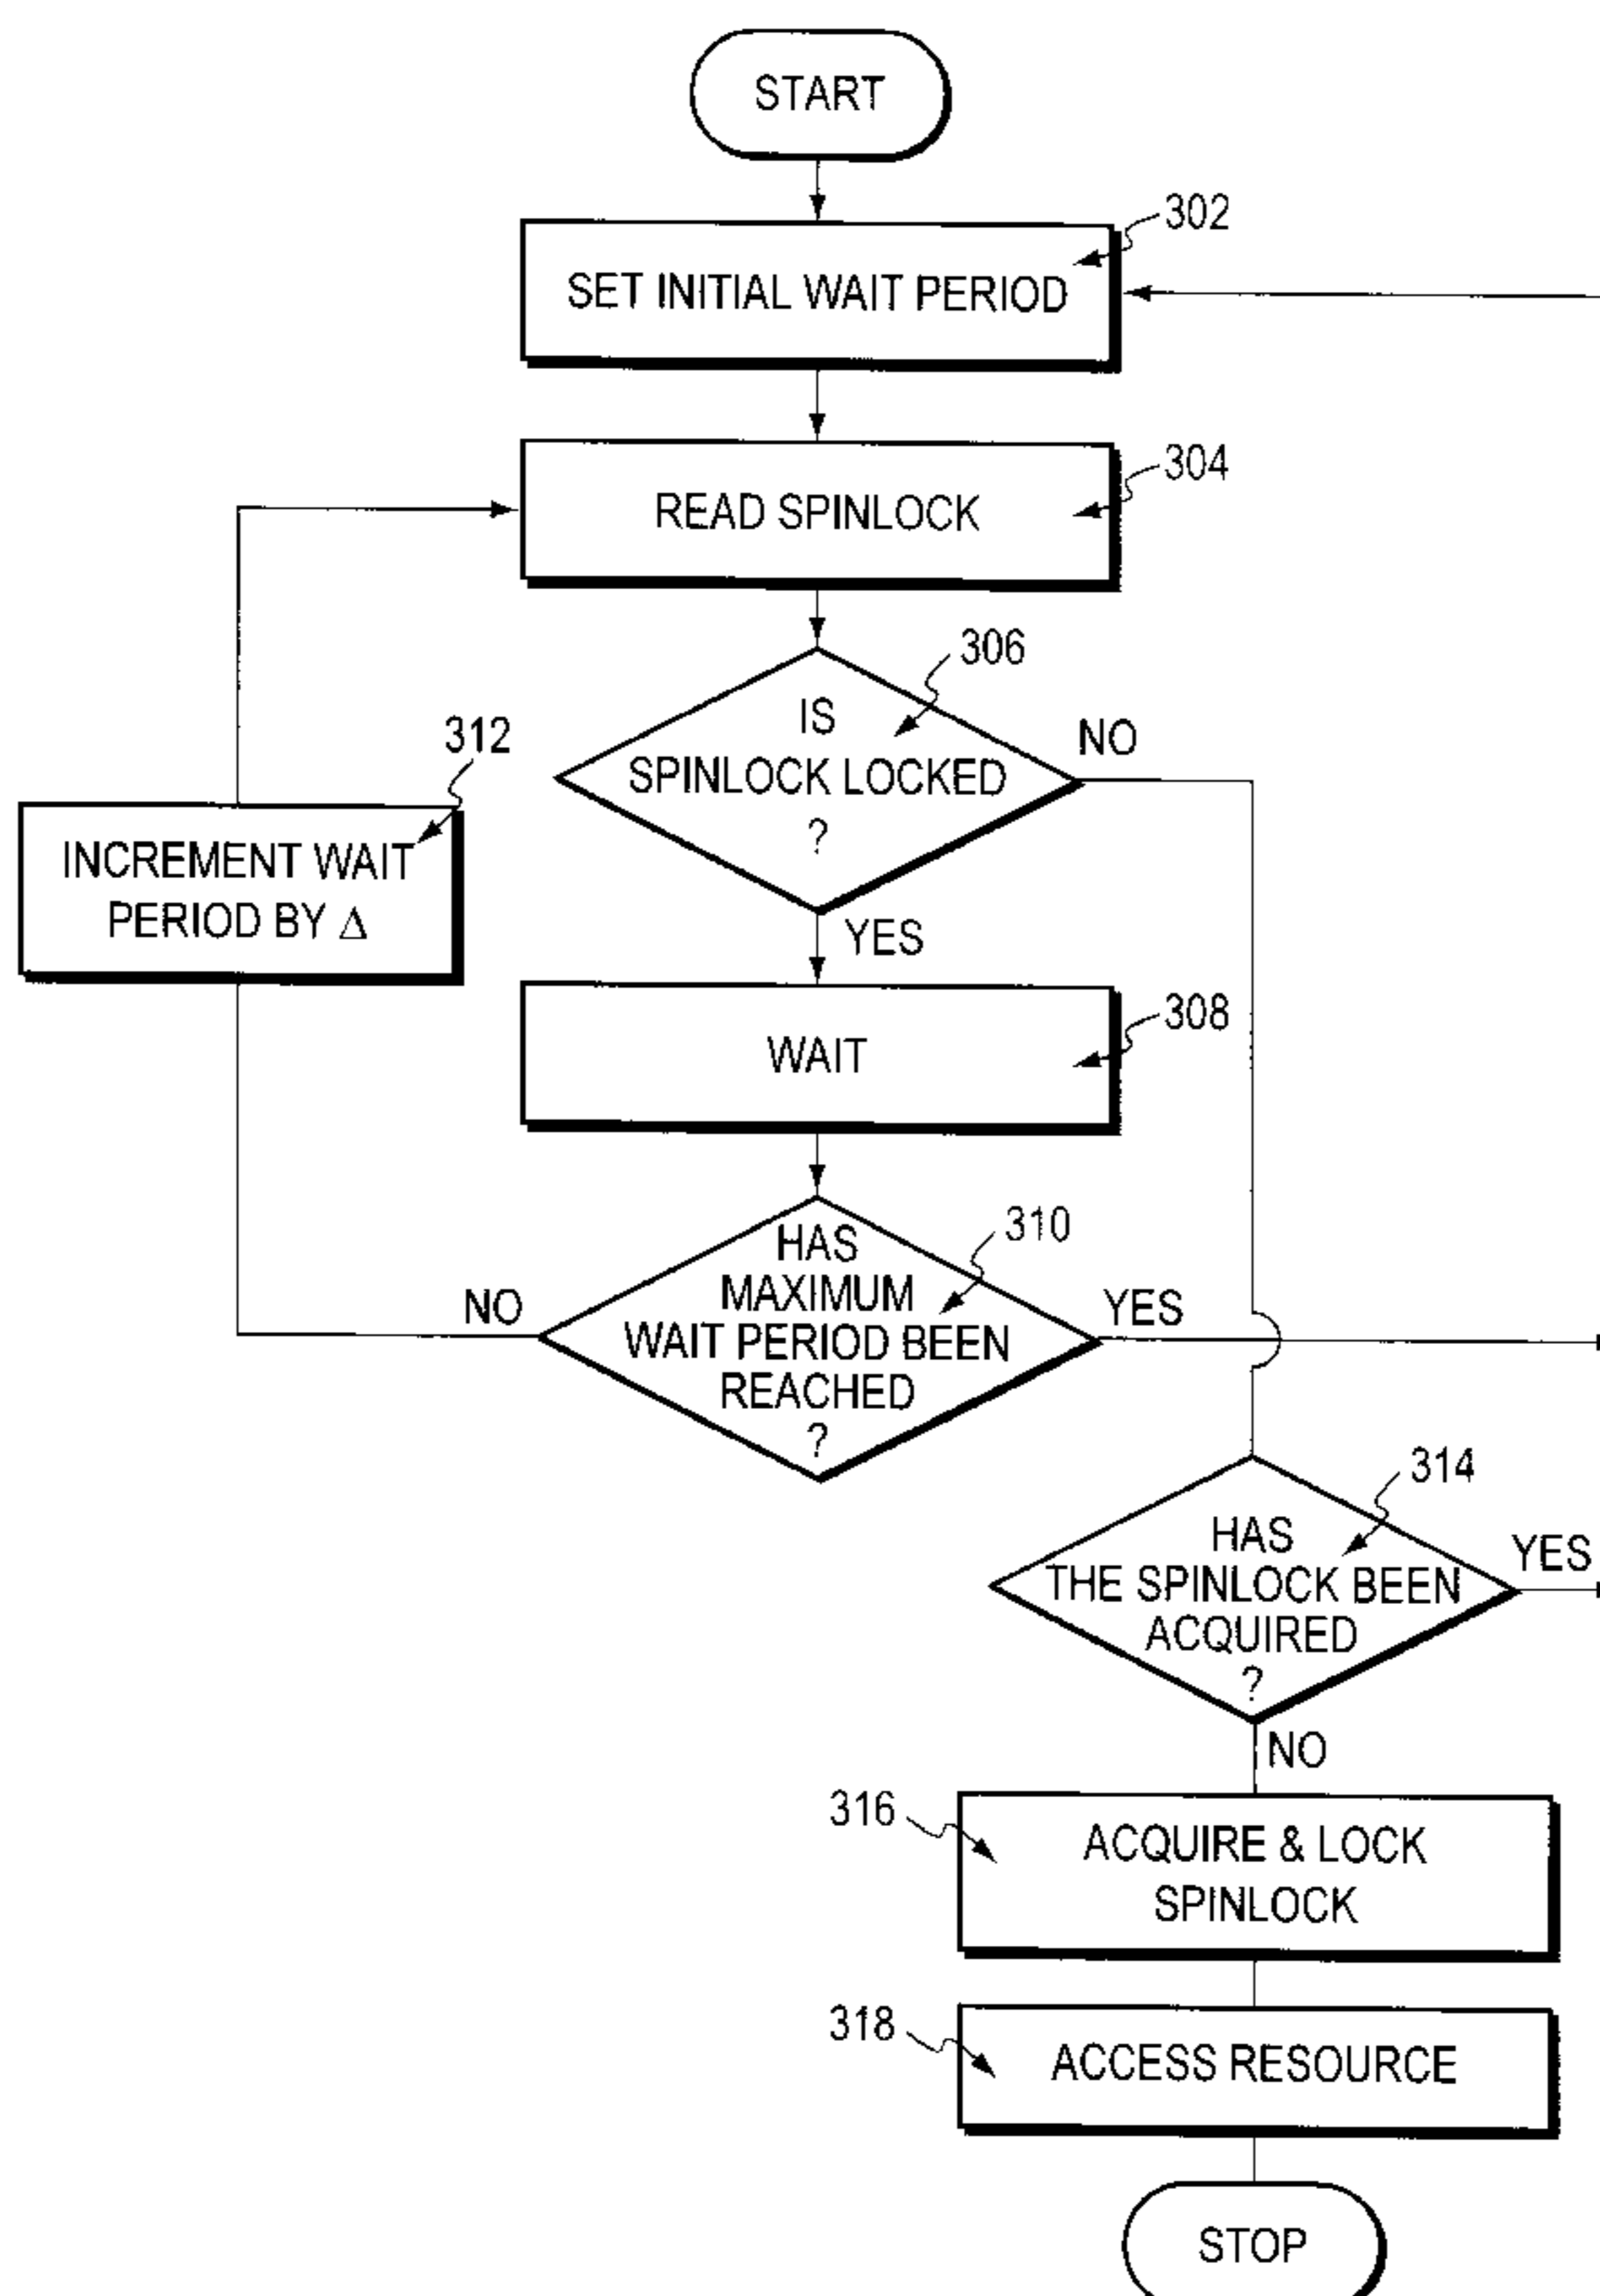 START
302
SET INITIAL WAIT PERIOD
304
READ SPINLOCK
306
IS
SPINLOCK LOCKED
?
NO
YES
312
INCREMENT WAIT
PERIOD BY Δ
308
WAIT
310
HAS
MAXIMUM
WAIT PERIOD BEEN
REACHED
?
NO
YES
314
HAS
THE SPINLOCK BEEN
ACQUIRED
?
YES
NO
316
ACQUIRE & LOCK
SPINLOCK
318
ACCESS RESOURCE
STOP